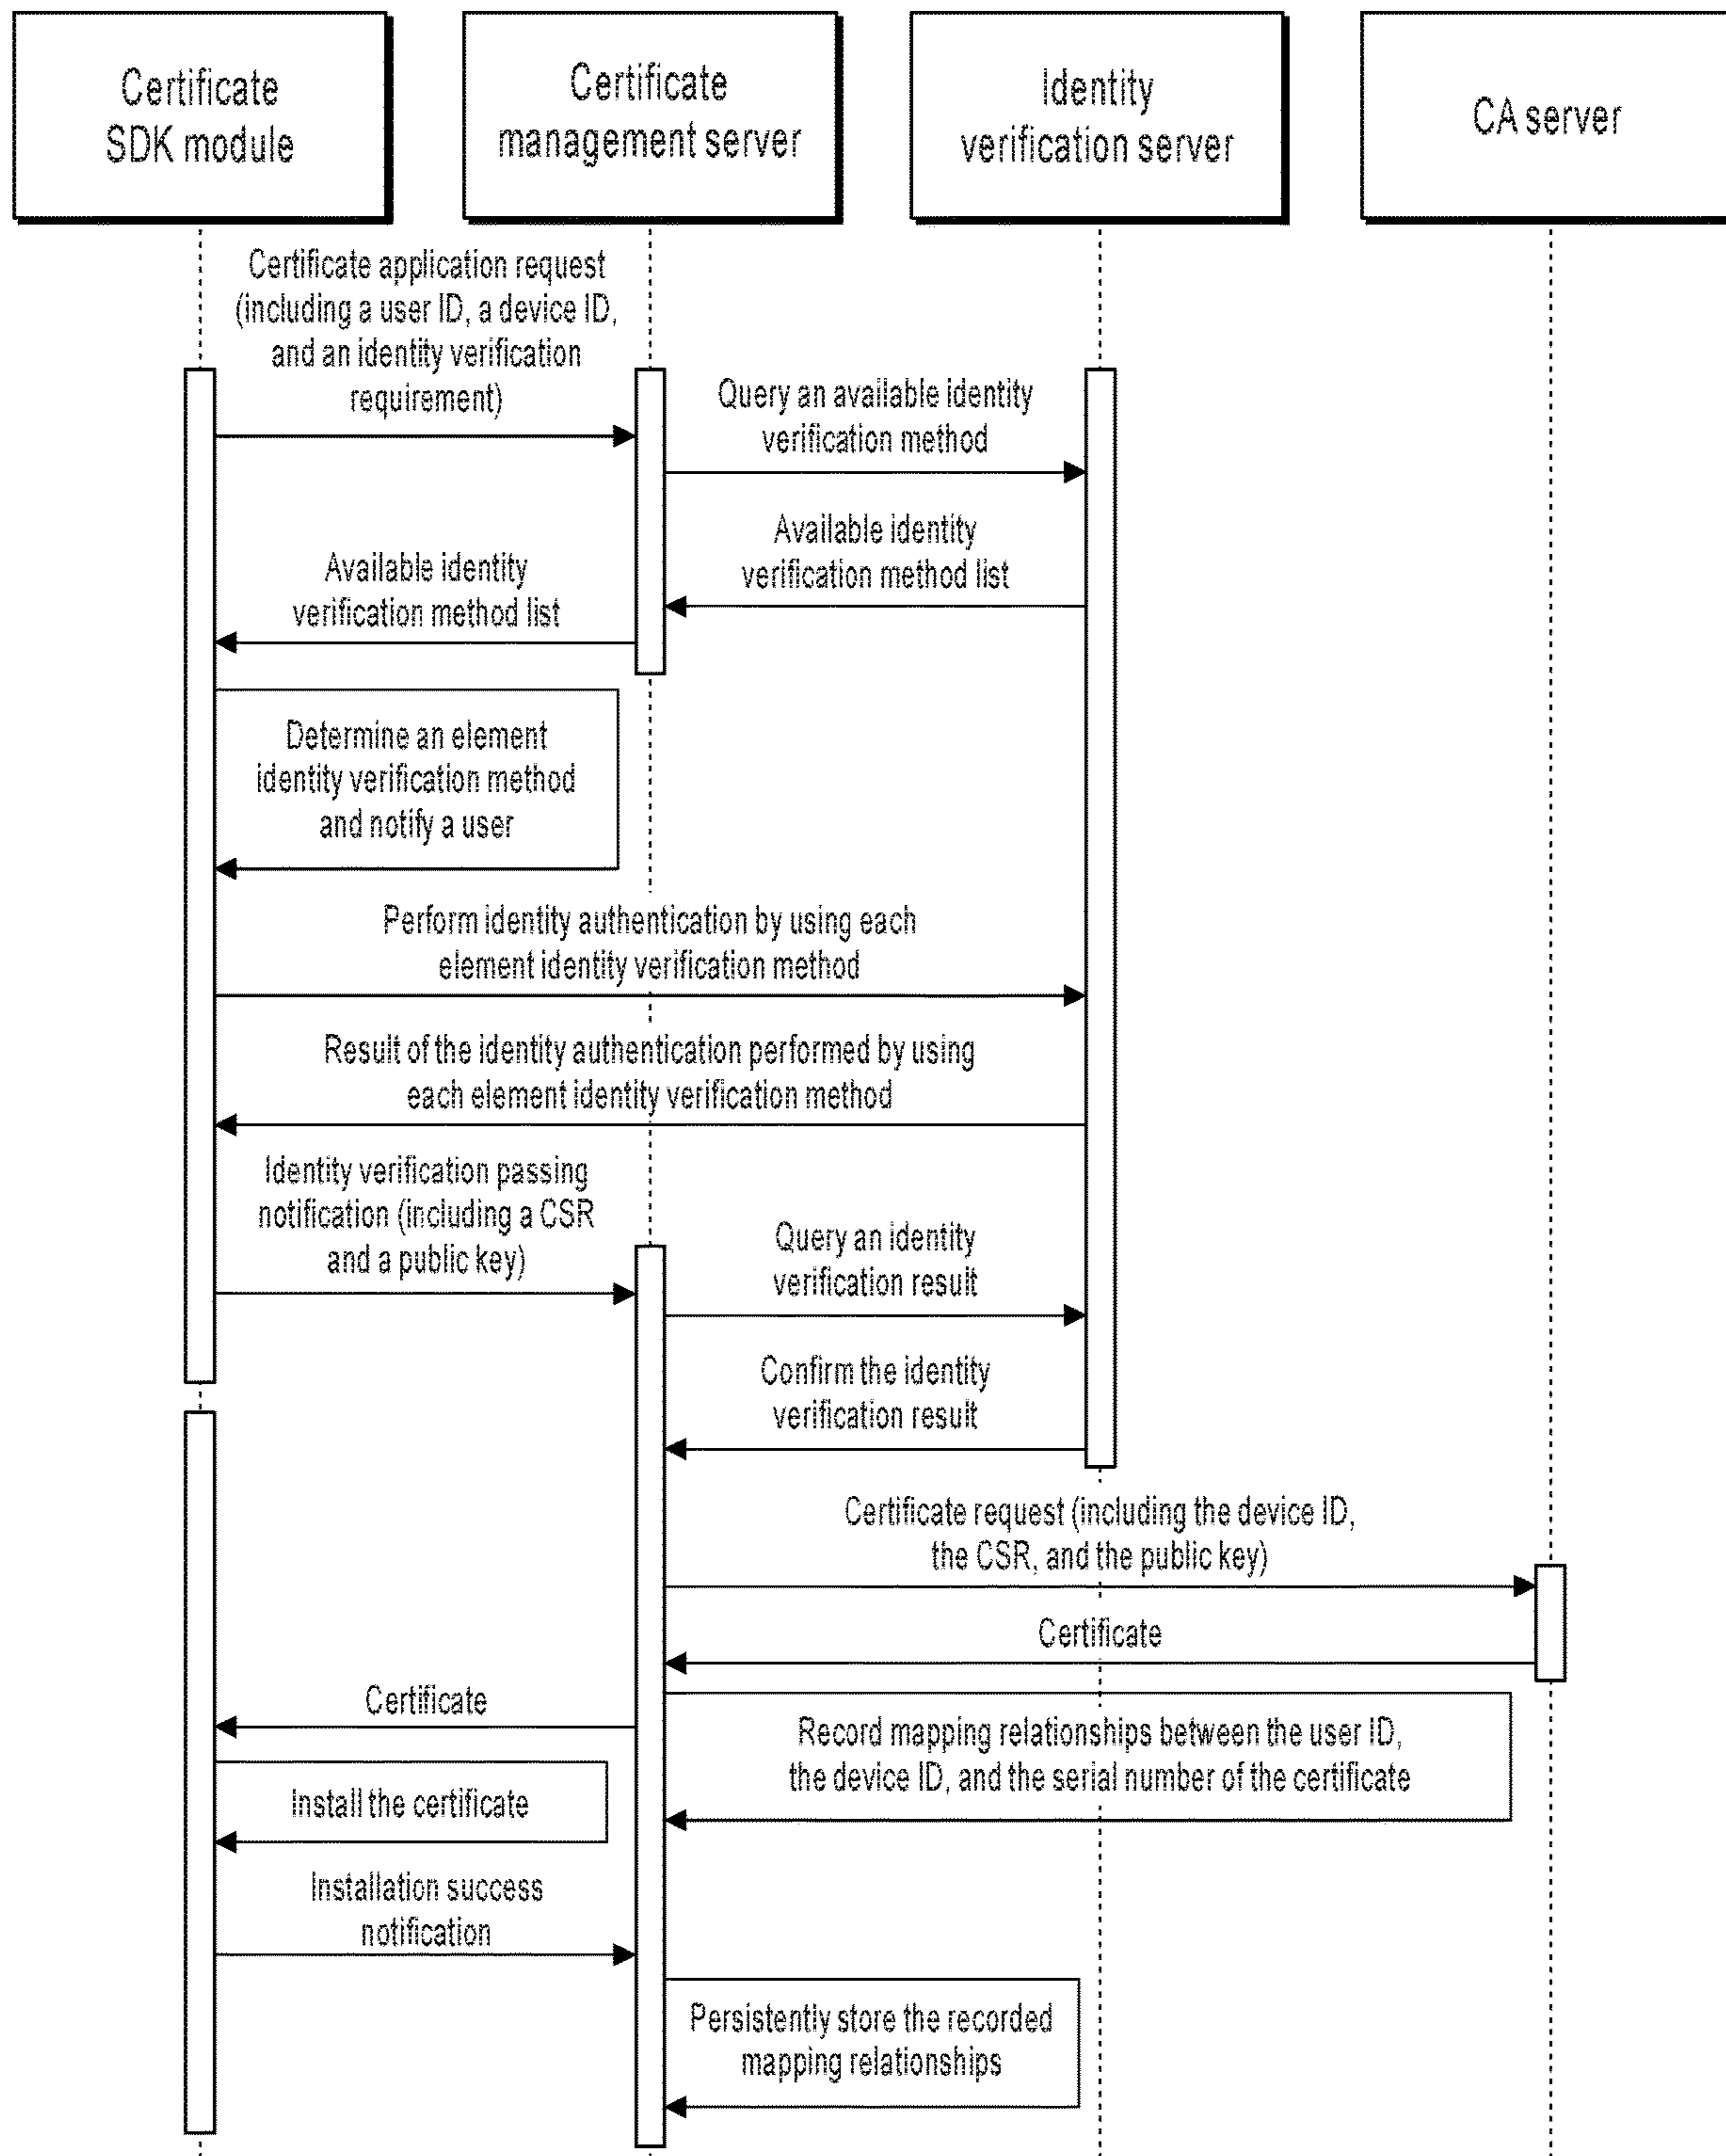 Certificate
SDK module
Certificate
management server
Identity
verification server
CA server
Certificate application request
(including a user ID, a device ID,
and an identity verification
requirement)
Query an available identity
verification method
Available identity
verification method list
Available identity
verification method list
Determine an element
identity verification method
and notify a user
Perform identity authentication by using each
element identity verification method
Result of the identity authentication performed by using
each element identity verification method
Identity verification passing
notification (including a CSR
and a public key)
Query an identity
verification result
Confirm the identity
verification result
Certificate request (including the device ID,
the CSR, and the public key)
Certificate
Certificate
Record mapping relationships between the user ID,
the device ID, and the serial number of the certificate
Install the certificate
Installation success
notification
Persistently store the recorded
mapping relationships